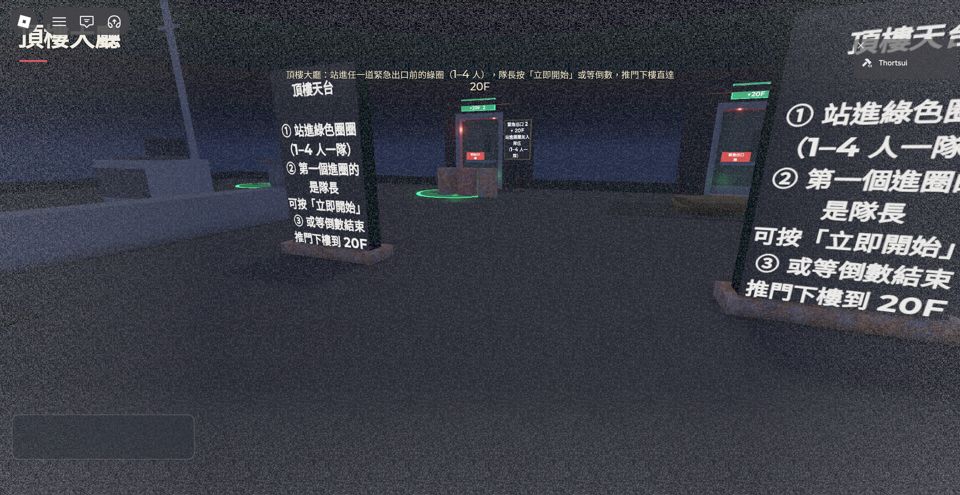 頂樓大廳
Thortsui
頂樓大廳：站進任一道緊急出口前的綠圈（1–4 人），隊長按「立即開始」或等倒數，推門下樓直達
20F
頂樓天台
① 站進綠色圈圈
（1–4 人一隊）
② 第一個進圈的
是隊長
可按「立即開始」
③ 或等倒數結束
推門下樓到 20F
緊急出口 2
頂樓天台
① 站進綠色圈
（1–4 人一隊
② 第一個進圈
是隊長
可按「立即開始」
③ 或等倒數結束
推門下樓到 20F